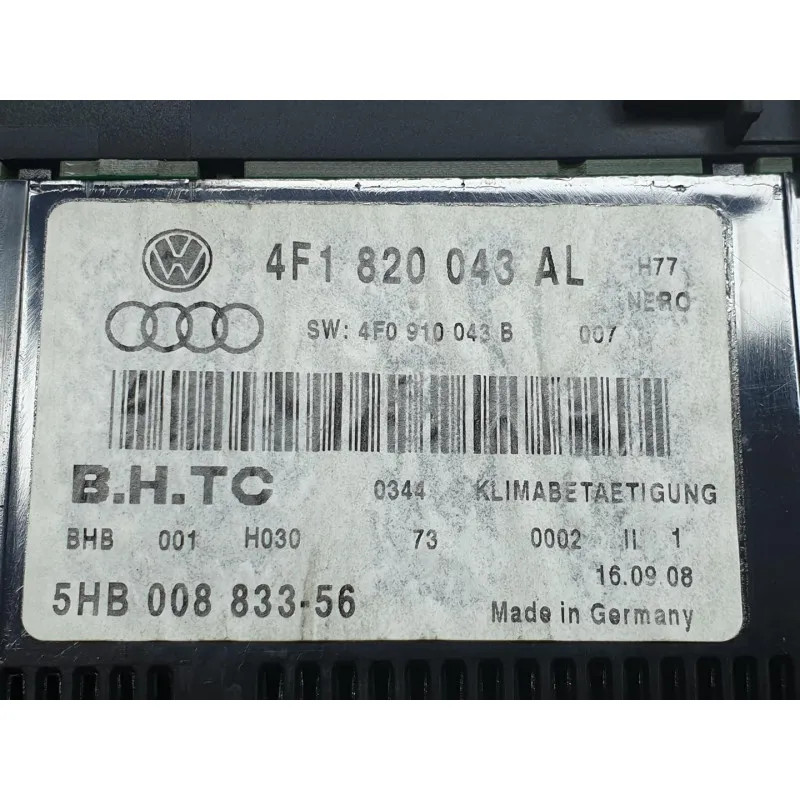 4F1 820 043 AL H77
NERO
SW: 4F0 910 043 B 007
B.H.TC 0344 KLIMABETAETIGUNG
BHB 001 H030 73 0002 II 1
16.09.08
5HB 008 833-56 Made in Germany